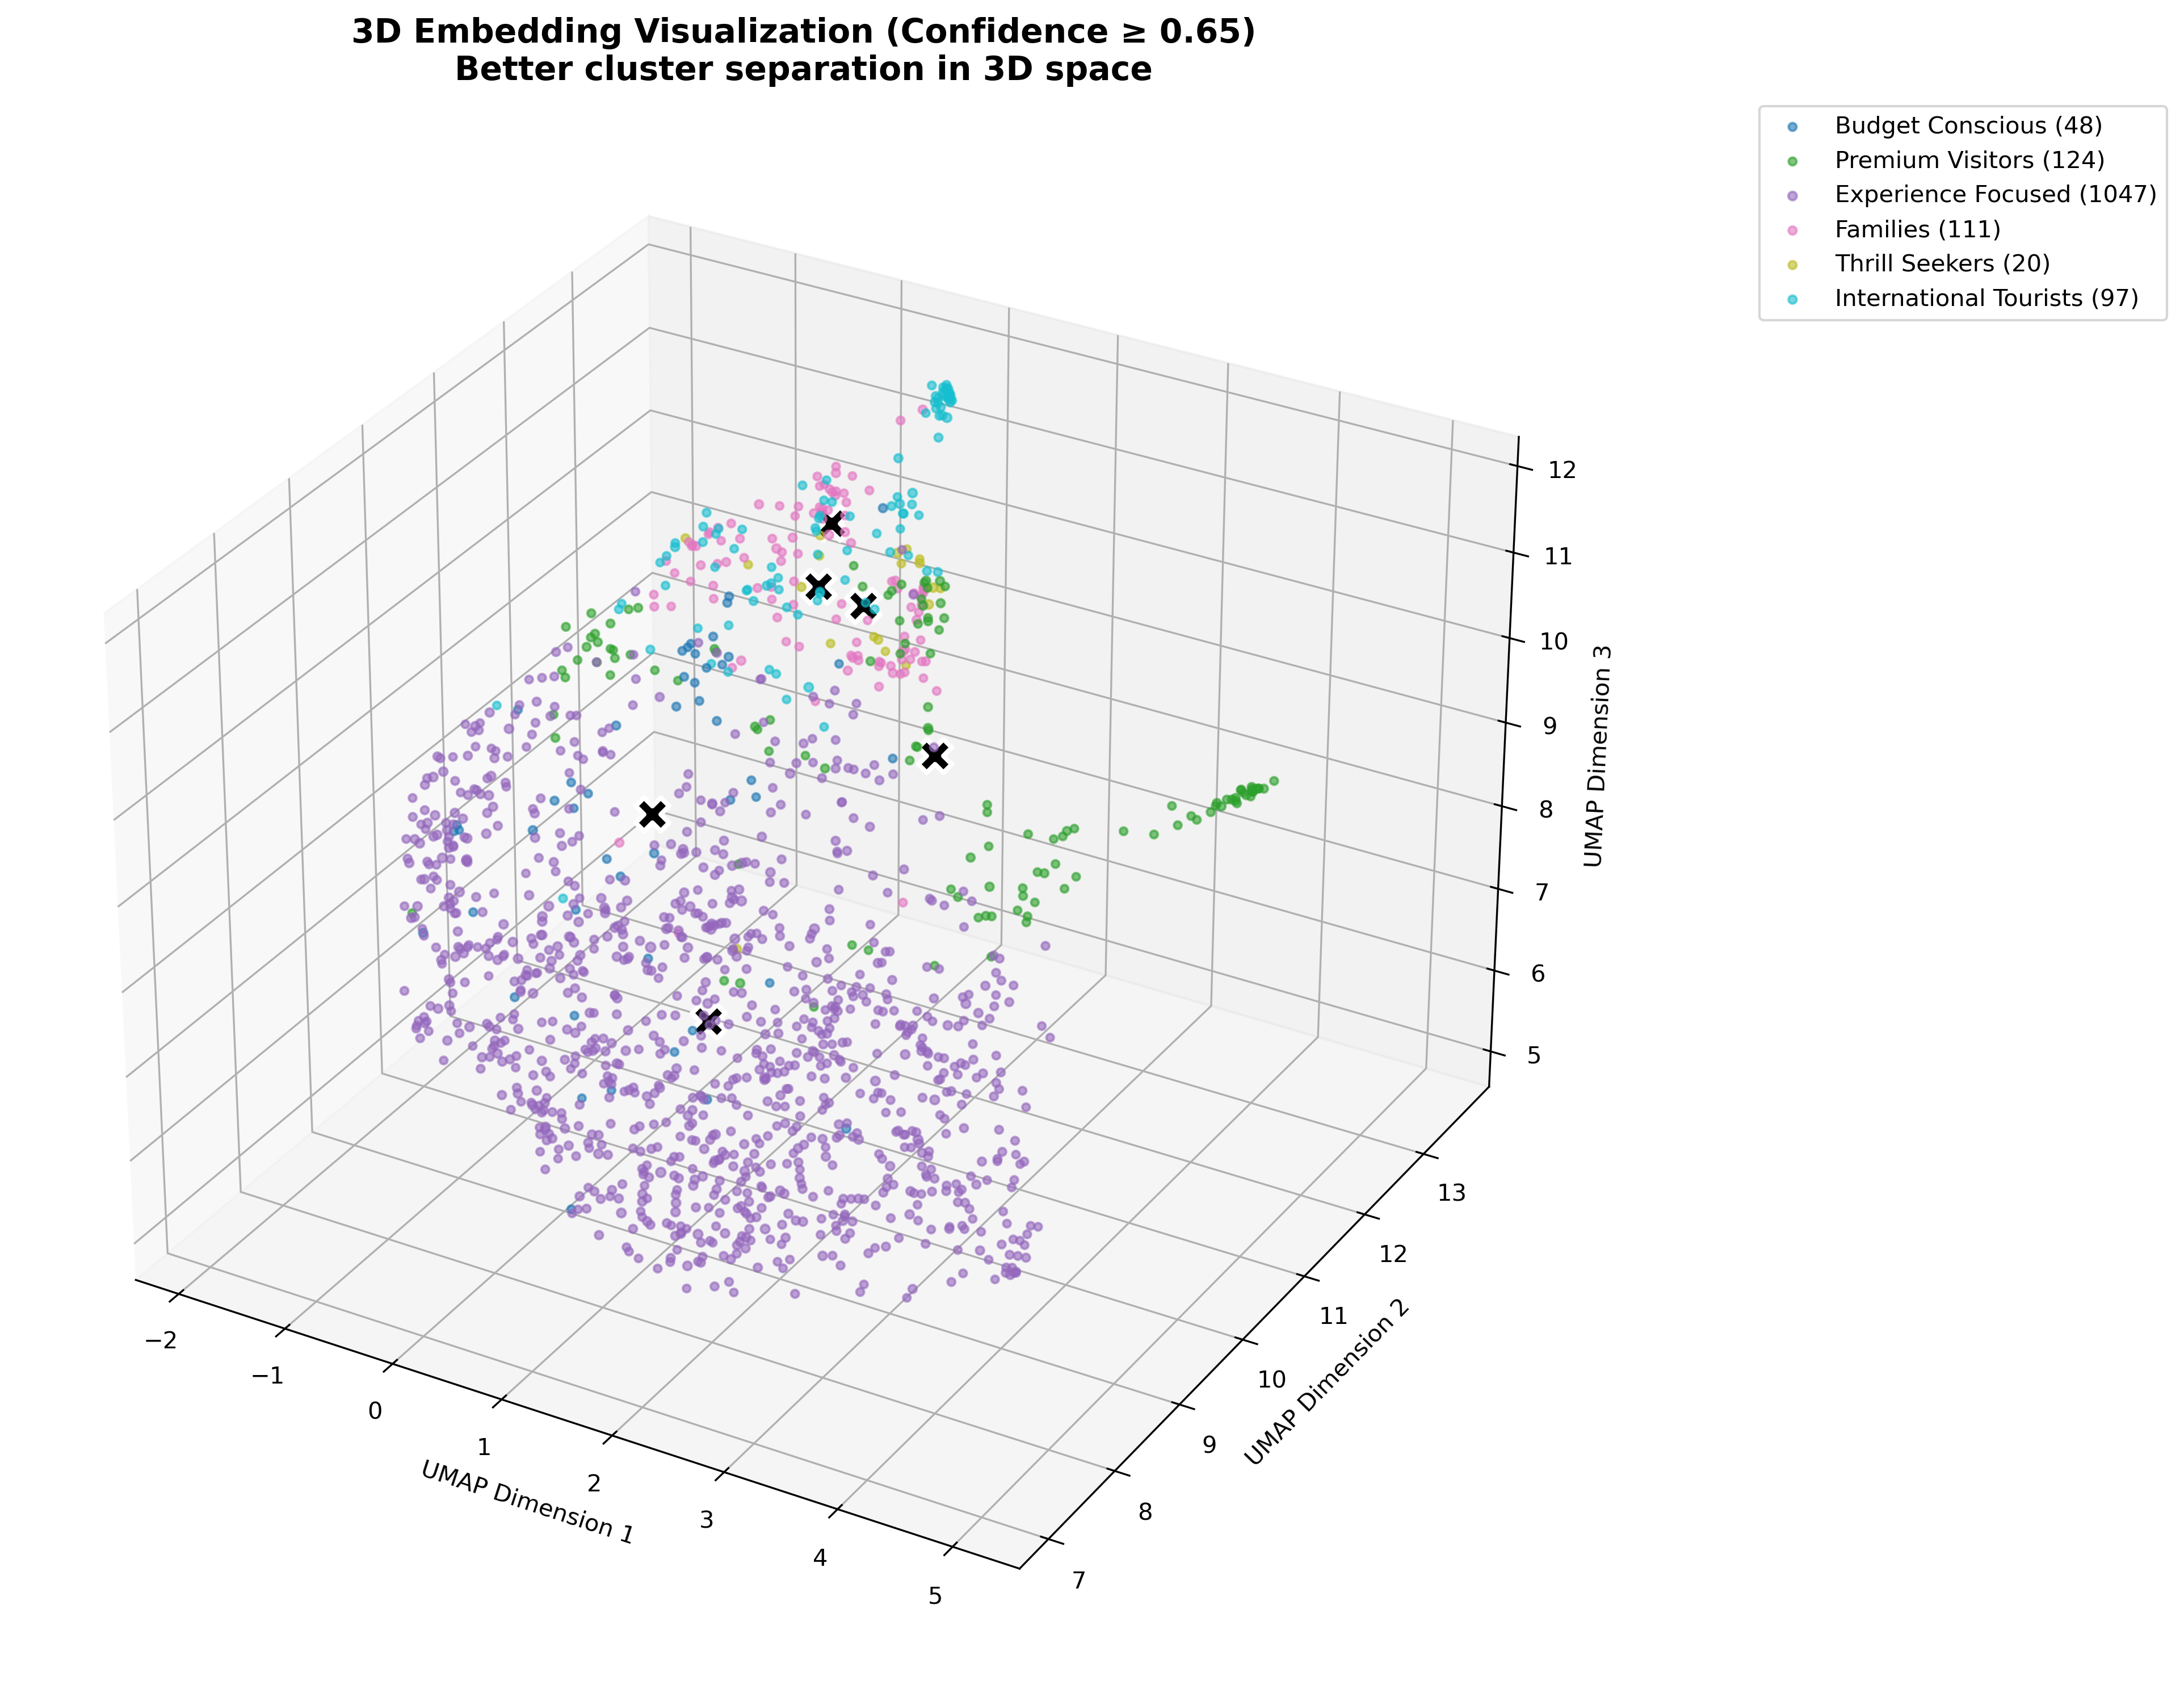 3D Embedding Visualization (Confidence ≥ 0.65)
Better cluster separation in 3D space
Budget Conscious (48)
Premium Visitors (124)
Experience Focused (1047)
Families (111)
Thrill Seekers (20)
International Tourists (97)
12
11
10
9
8
7
6
5
UMAP Dimension 3
13
12
11
10
9
8
7
UMAP Dimension 2
−2
−1
0
1
2
3
4
5
UMAP Dimension 1